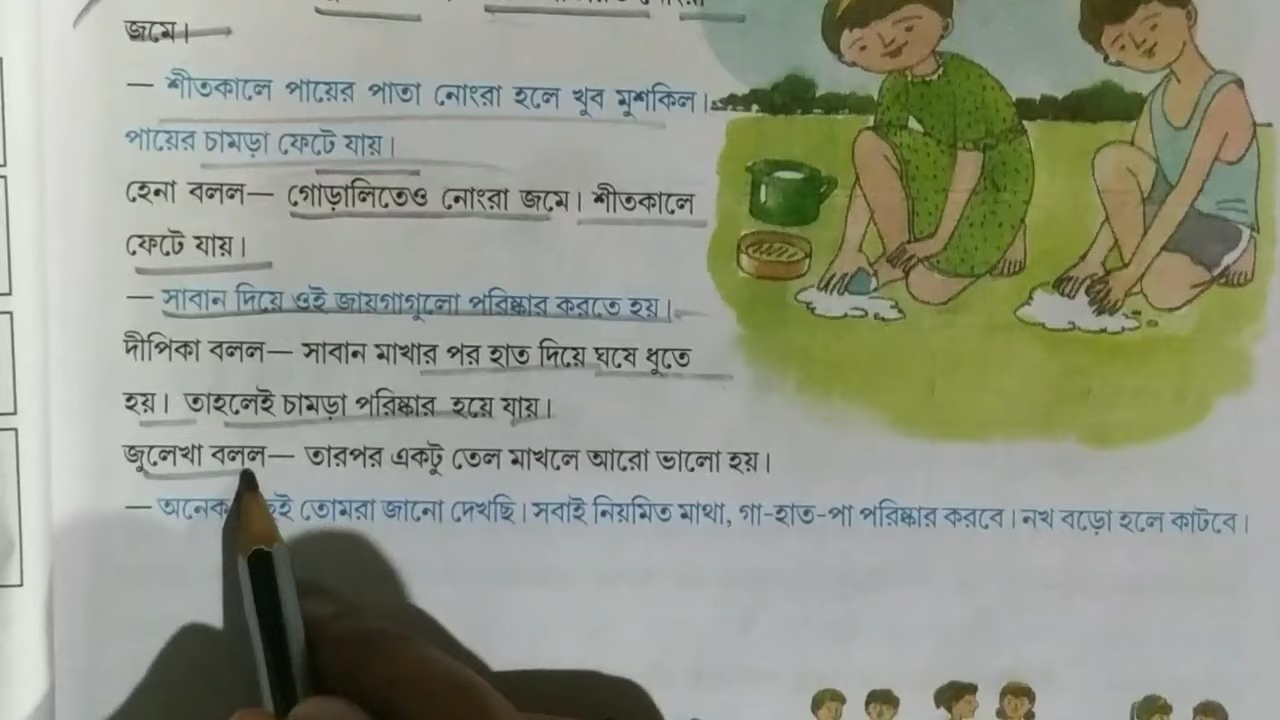 জমে।
— শীতকালে পায়ের পাতা নোংরা হলে খুব মুশকিল।
পায়ের চামড়া ফেটে যায়।
হেনা বলল— গোড়ালিতেও নোংরা জমে। শীতকালে
ফেটে যায়।
— সাবান দিয়ে ওই জায়গাগুলো পরিষ্কার করতে হয়।
দীপিকা বলল— সাবান মাখার পর হাত দিয়ে ঘষে ধুতে
হয়। তাহলেই চামড়া পরিষ্কার হয়ে যায়।
জুলেখা বলল— তারপর একটু তেল মাখলে আরো ভালো হয়।
— অনেক তোমরা জানো দেখছি। সবাই নিয়মিত মাথা, গা-হাত-পা পরিষ্কার করবে। নখ বড়ো হলে কাটবে।